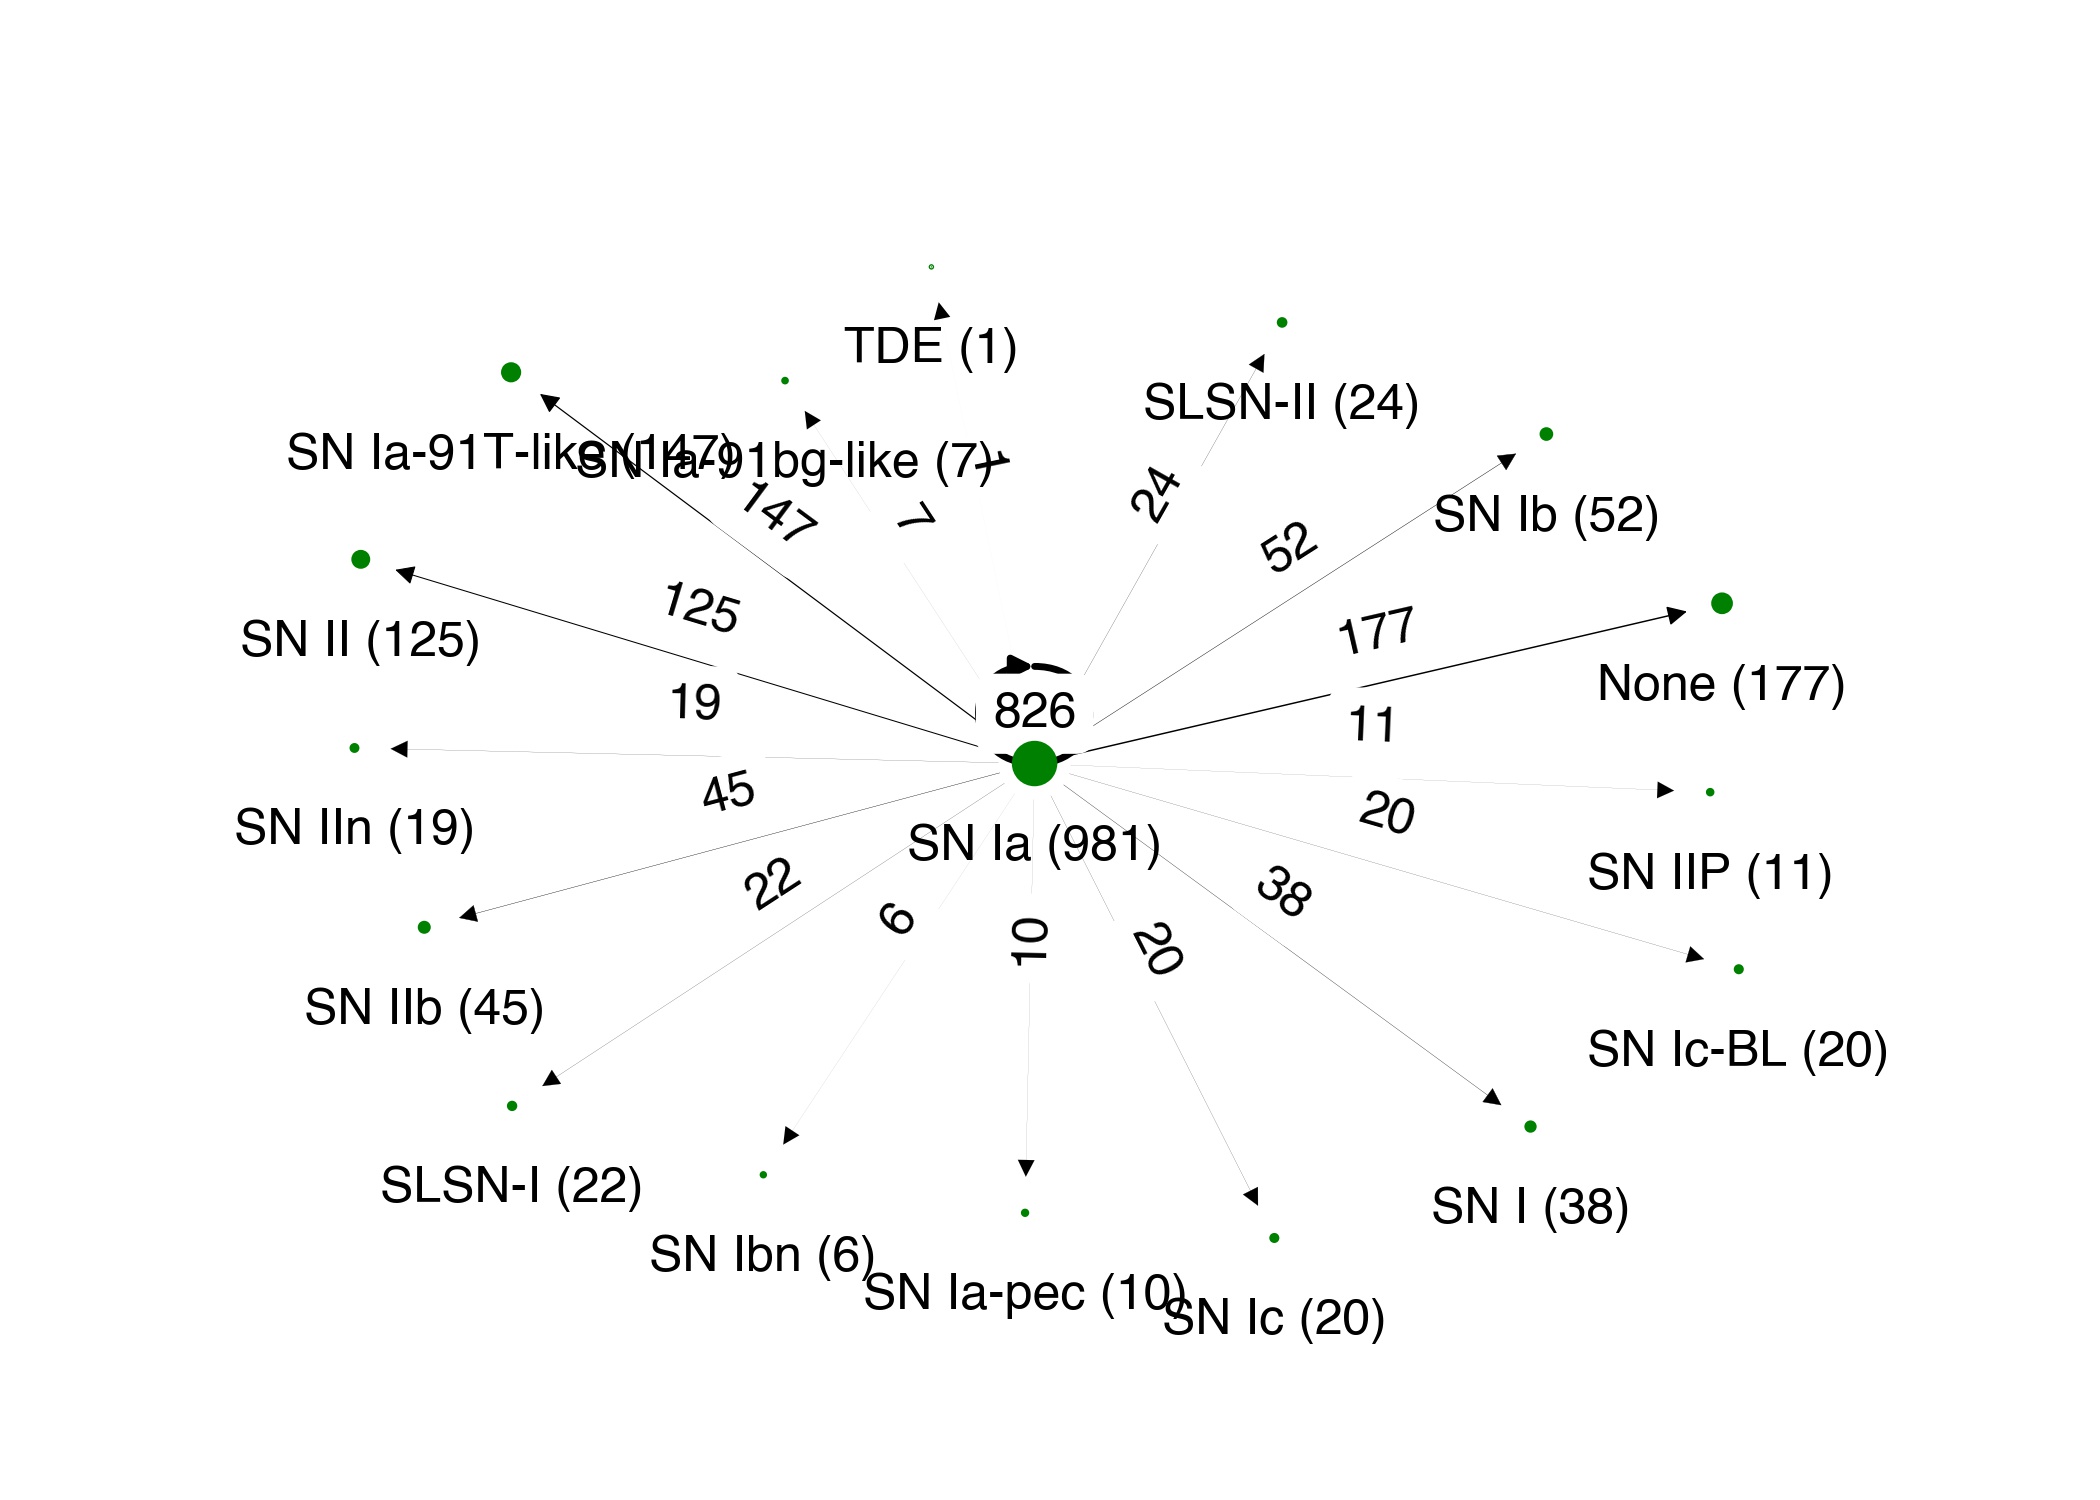 TDE (1)
SLSN-II (24)
SN Ia-91T-like (147)
SN Ia-91bg-like (7)
1
24
147
7
SN Ib (52)
52
125
177
SN II (125)
None (177)
19
826
11
45
20
SN IIn (19)
SN Ia (981)
SN IIP (11)
22
38
6
10
20
SN IIb (45)
SN Ic-BL (20)
SLSN-I (22)
SN I (38)
SN Ibn (6)
SN Ia-pec (10)
SN Ic (20)